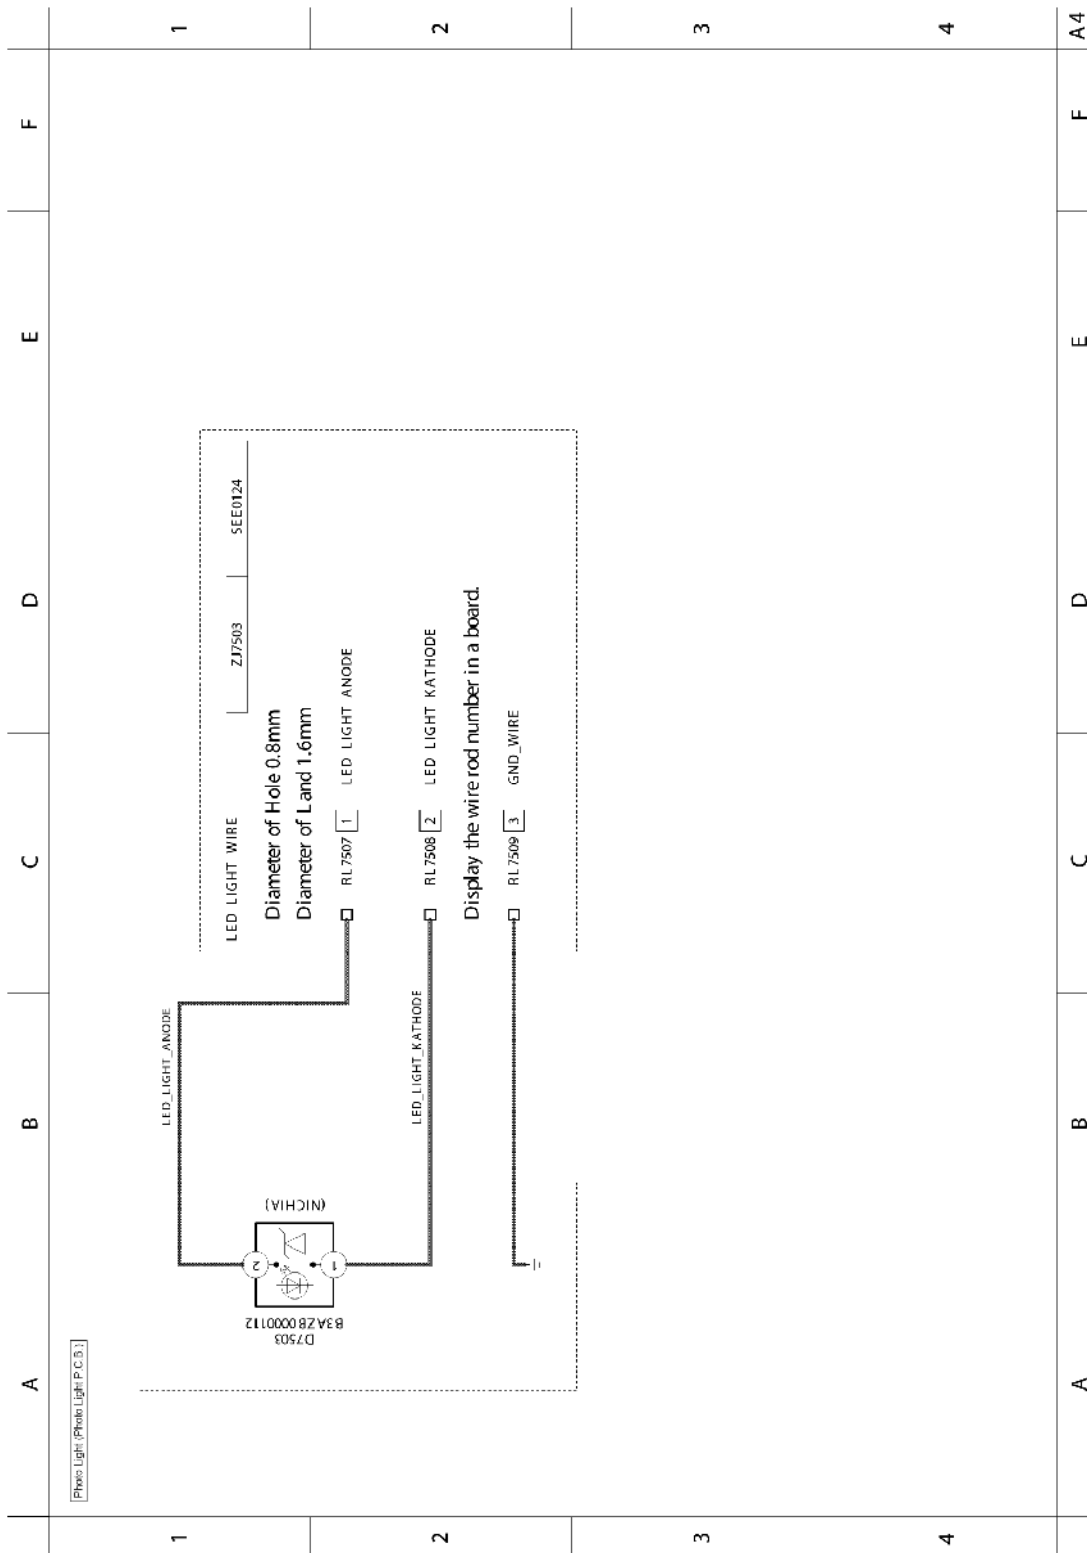 Photo Light (Photo Light P.C.B.)
A B C D E F
1
2
3
4
LED LIGHT WIRE
ZJ7503 SEE0124
Diameter of Hole 0.8mm
Diameter of Land 1.6mm
LED_LIGHT_ANODE
RL7507 1 LED LIGHT ANODE
D7503
B3AZB0000112
2
1
(NICHIA)
LED_LIGHT_KATHODE
RL7508 2 LED LIGHT KATHODE
Display the wire rod number in a board.
RL7509 3 GND_WIRE
1
2
3
4
A B C D E F A4